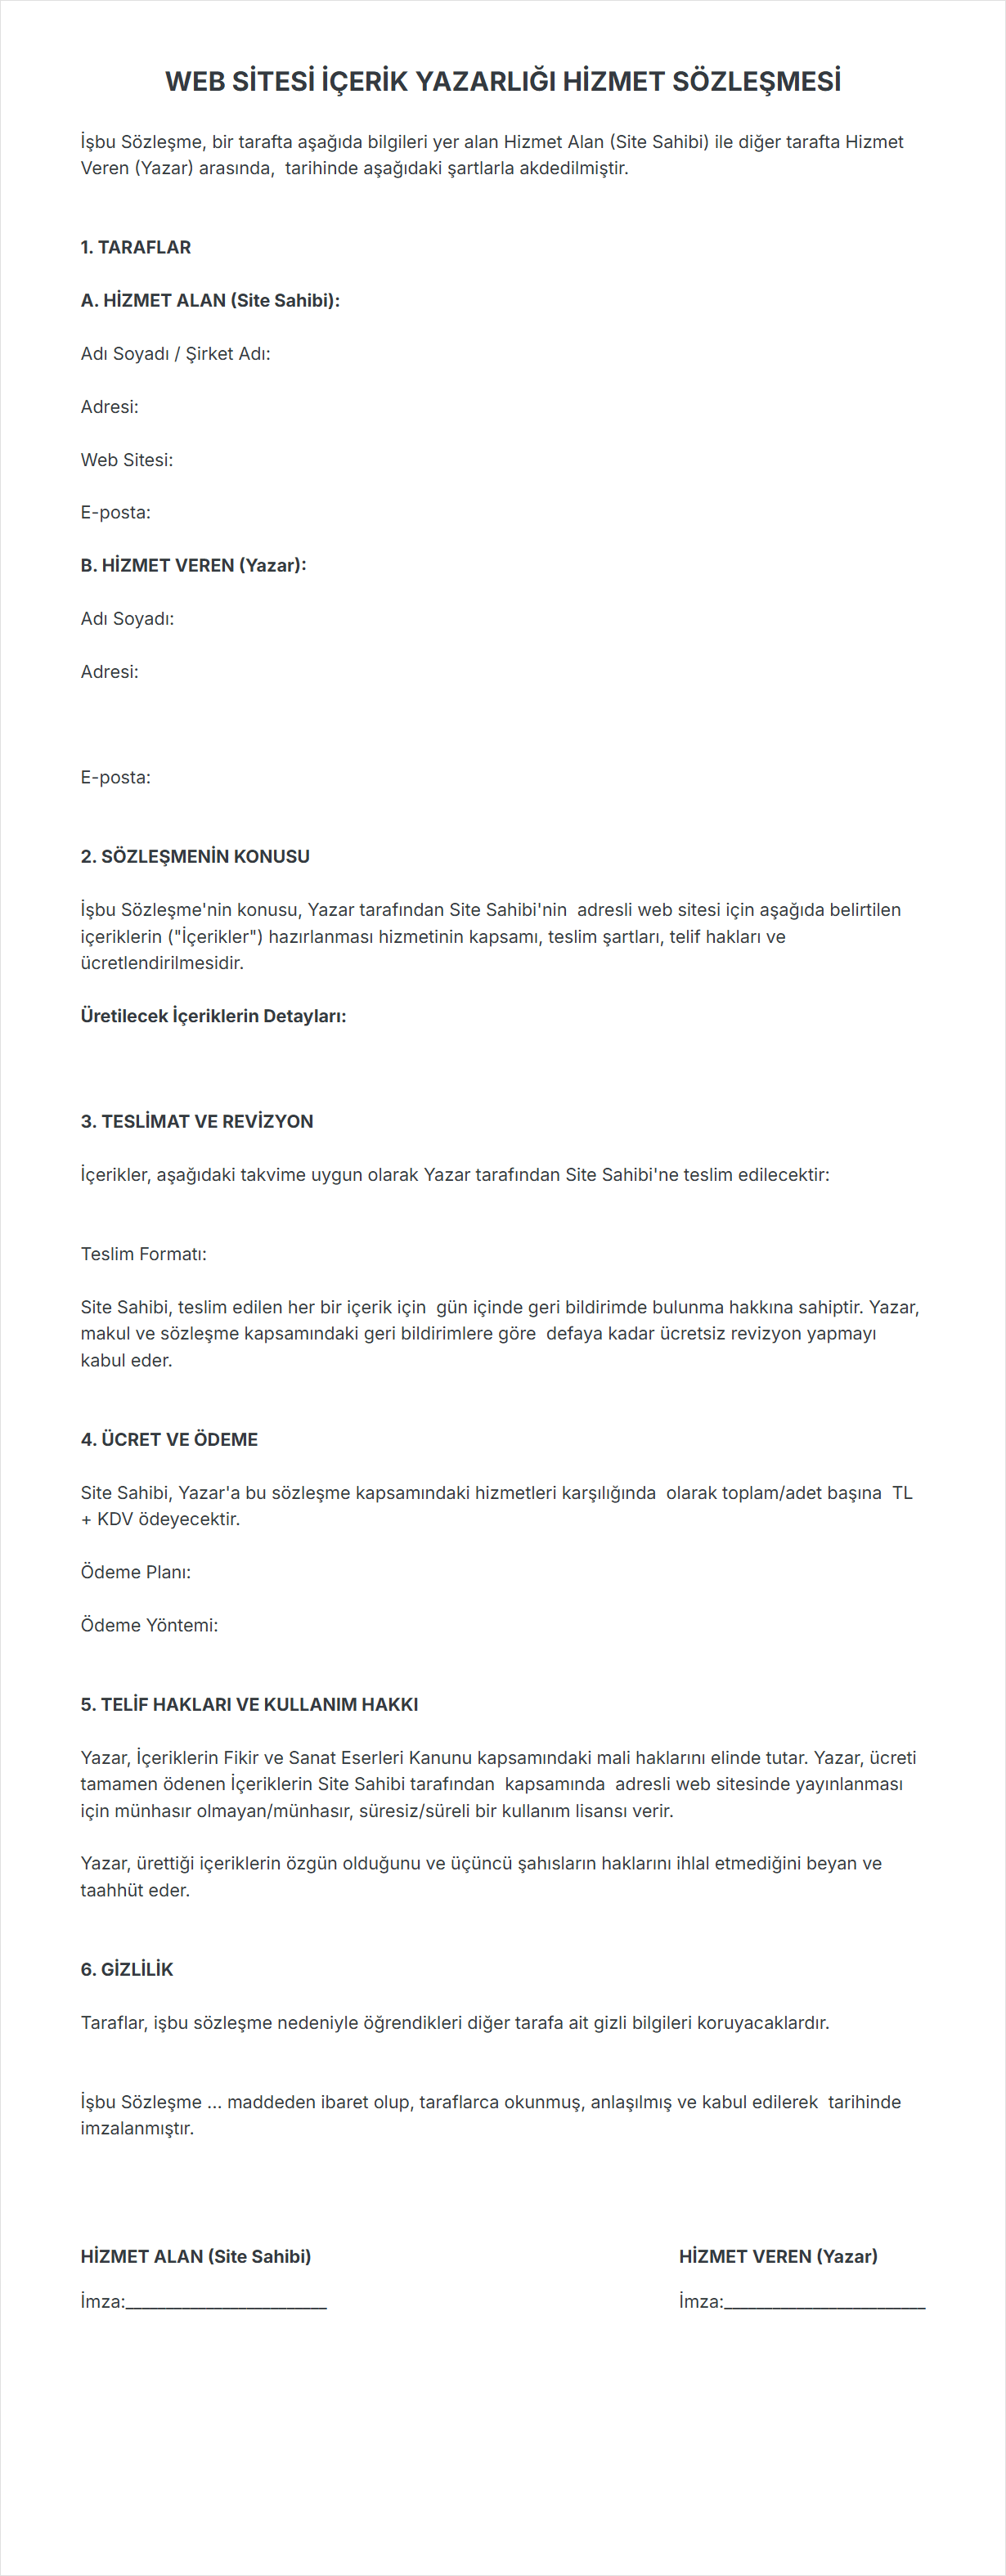 WEB SİTESİ İÇERİK YAZARLIĞI HİZMET SÖZLEŞMESİ
İşbu Sözleşme, bir tarafta aşağıda bilgileri yer alan Hizmet Alan (Site Sahibi) ile diğer tarafta Hizmet
Veren (Yazar) arasında,  tarihinde aşağıdaki şartlarla akdedilmiştir.
1. TARAFLAR
A. HİZMET ALAN (Site Sahibi):
Adı Soyadı / Şirket Adı:
Adresi:
Web Sitesi:
E-posta:
B. HİZMET VEREN (Yazar):
Adı Soyadı:
Adresi:
E-posta:
2. SÖZLEŞMENİN KONUSU
İşbu Sözleşme'nin konusu, Yazar tarafından Site Sahibi'nin  adresli web sitesi için aşağıda belirtilen
içeriklerin ("İçerikler") hazırlanması hizmetinin kapsamı, teslim şartları, telif hakları ve
ücretlendirilmesidir.
Üretilecek İçeriklerin Detayları:
3. TESLİMAT VE REVİZYON
İçerikler, aşağıdaki takvime uygun olarak Yazar tarafından Site Sahibi'ne teslim edilecektir:
Teslim Formatı:
Site Sahibi, teslim edilen her bir içerik için  gün içinde geri bildirimde bulunma hakkına sahiptir. Yazar,
makul ve sözleşme kapsamındaki geri bildirimlere göre  defaya kadar ücretsiz revizyon yapmayı
kabul eder.
4. ÜCRET VE ÖDEME
Site Sahibi, Yazar'a bu sözleşme kapsamındaki hizmetleri karşılığında  olarak toplam/adet başına  TL
+ KDV ödeyecektir.
Ödeme Planı:
Ödeme Yöntemi:
5. TELİF HAKLARI VE KULLANIM HAKKI
Yazar, İçeriklerin Fikir ve Sanat Eserleri Kanunu kapsamındaki mali haklarını elinde tutar. Yazar, ücreti
tamamen ödenen İçeriklerin Site Sahibi tarafından  kapsamında  adresli web sitesinde yayınlanması
için münhasır olmayan/münhasır, süresiz/süreli bir kullanım lisansı verir.
Yazar, ürettiği içeriklerin özgün olduğunu ve üçüncü şahısların haklarını ihlal etmediğini beyan ve
taahhüt eder.
6. GİZLİLİK
Taraflar, işbu sözleşme nedeniyle öğrendikleri diğer tarafa ait gizli bilgileri koruyacaklardır.
İşbu Sözleşme ... maddeden ibaret olup, taraflarca okunmuş, anlaşılmış ve kabul edilerek  tarihinde
imzalanmıştır.
HİZMET ALAN (Site Sahibi) HİZMET VEREN (Yazar)
İmza:_________________________ İmza:_________________________